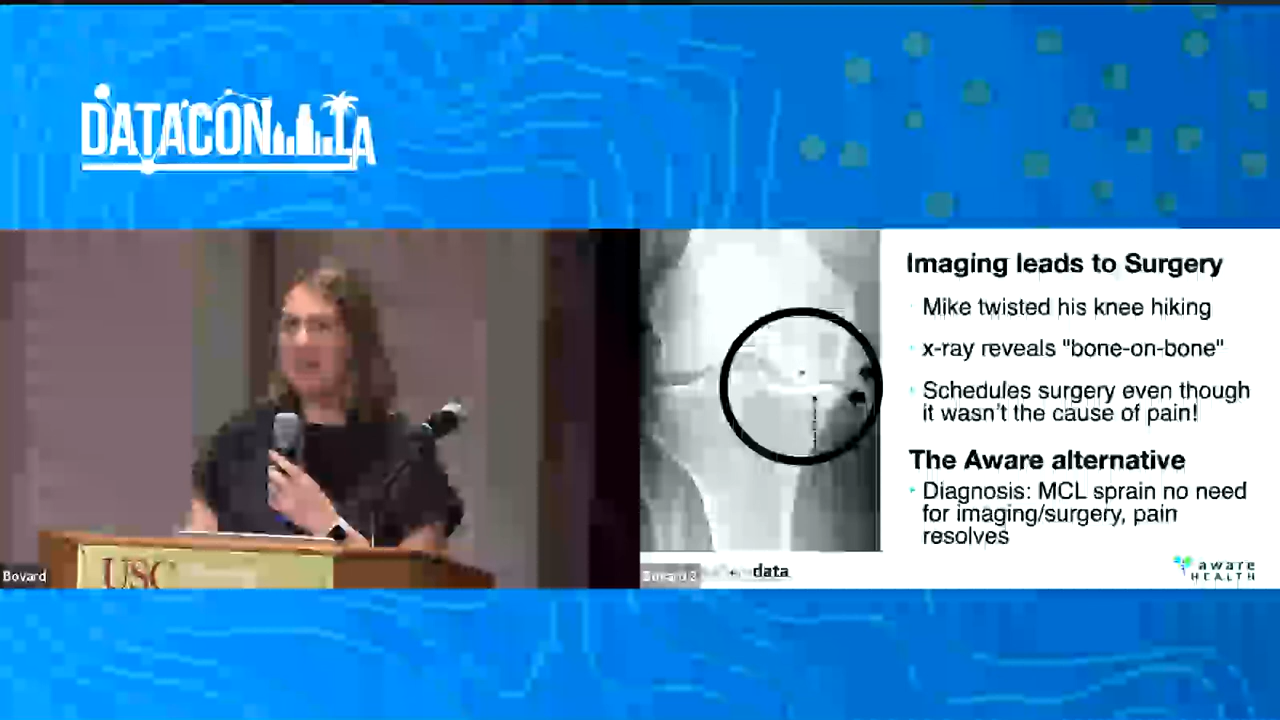 DATACON LA
Imaging leads to Surgery
Mike twisted his knee hiking
x-ray reveals "bone-on-bone"
Schedules surgery even though
it wasn't the cause of pain!
The Aware alternative
Diagnosis: MCL sprain no need
for imaging/surgery, pain
resolves
Bovard
USC
Bovard 2
data
aware
HEALTH